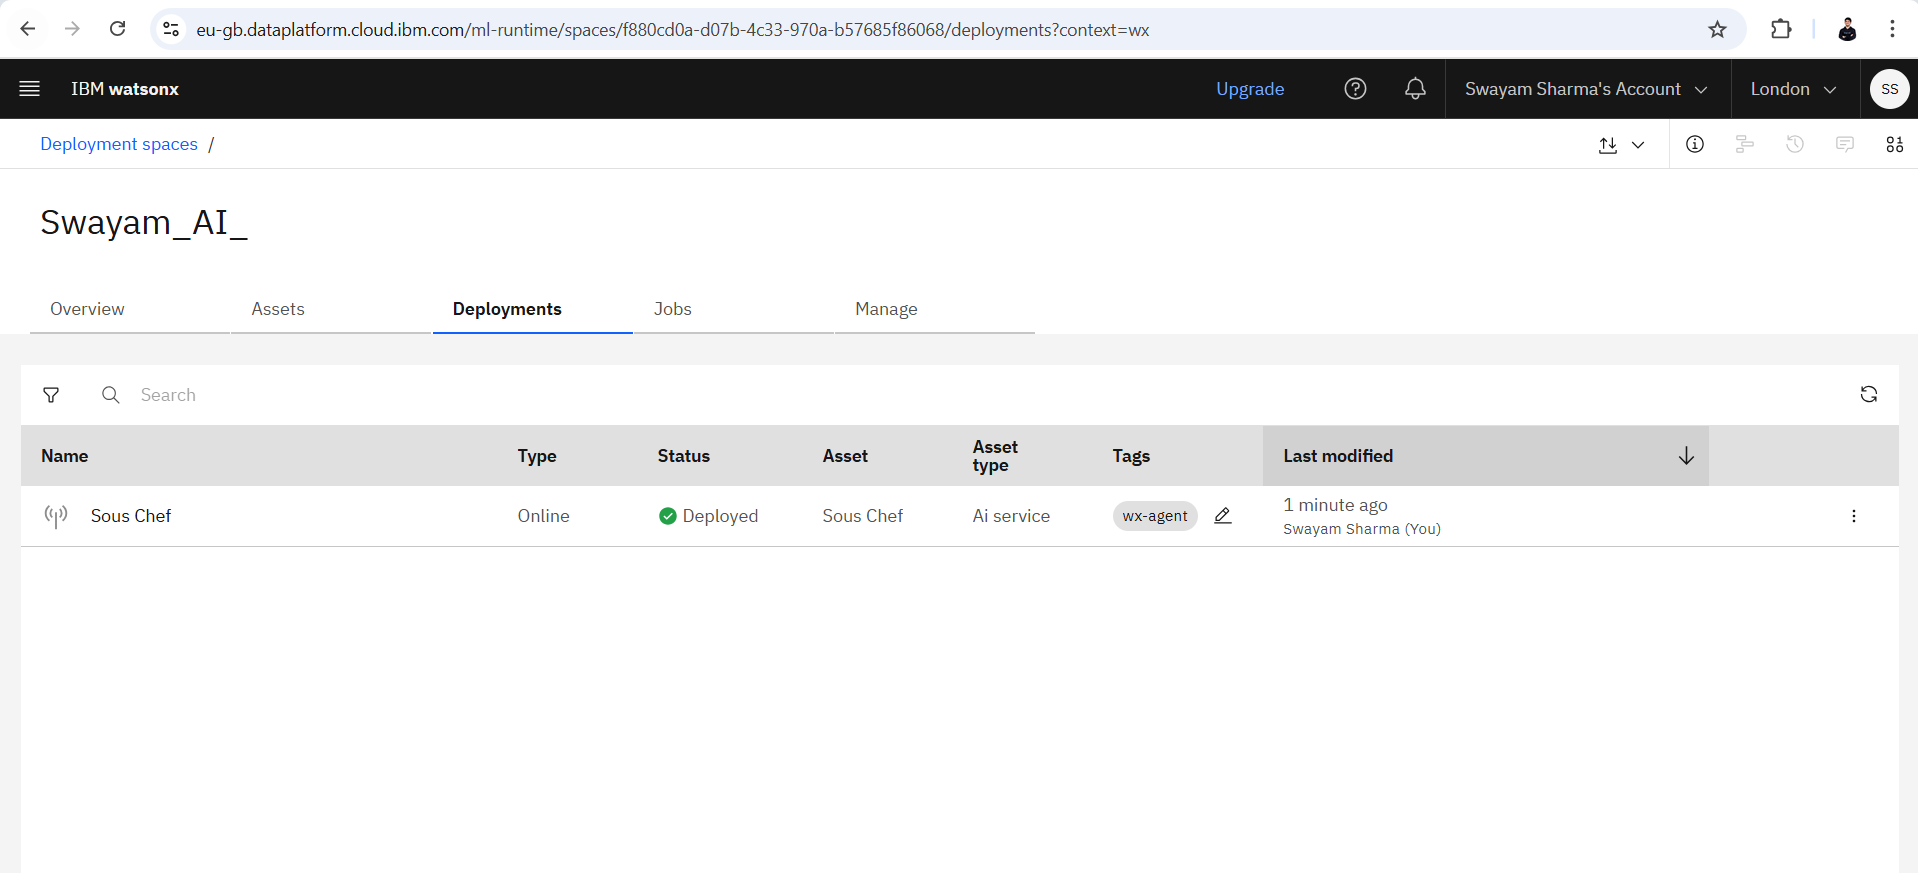 eu-gb.dataplatform.cloud.ibm.com/ml-runtime/spaces/f880cd0a-d07b-4c33-970a-b57685f86068/deployments?context=wx
IBM watsonx Upgrade Swayam Sharma's Account London SS
Deployment spaces /
Swayam_AI_
Overview Assets Deployments Jobs Manage
Search
Name Type Status Asset Asset type Tags Last modified
Sous Chef Online Deployed Sous Chef Ai service wx-agent 1 minute ago
Swayam Sharma (You)